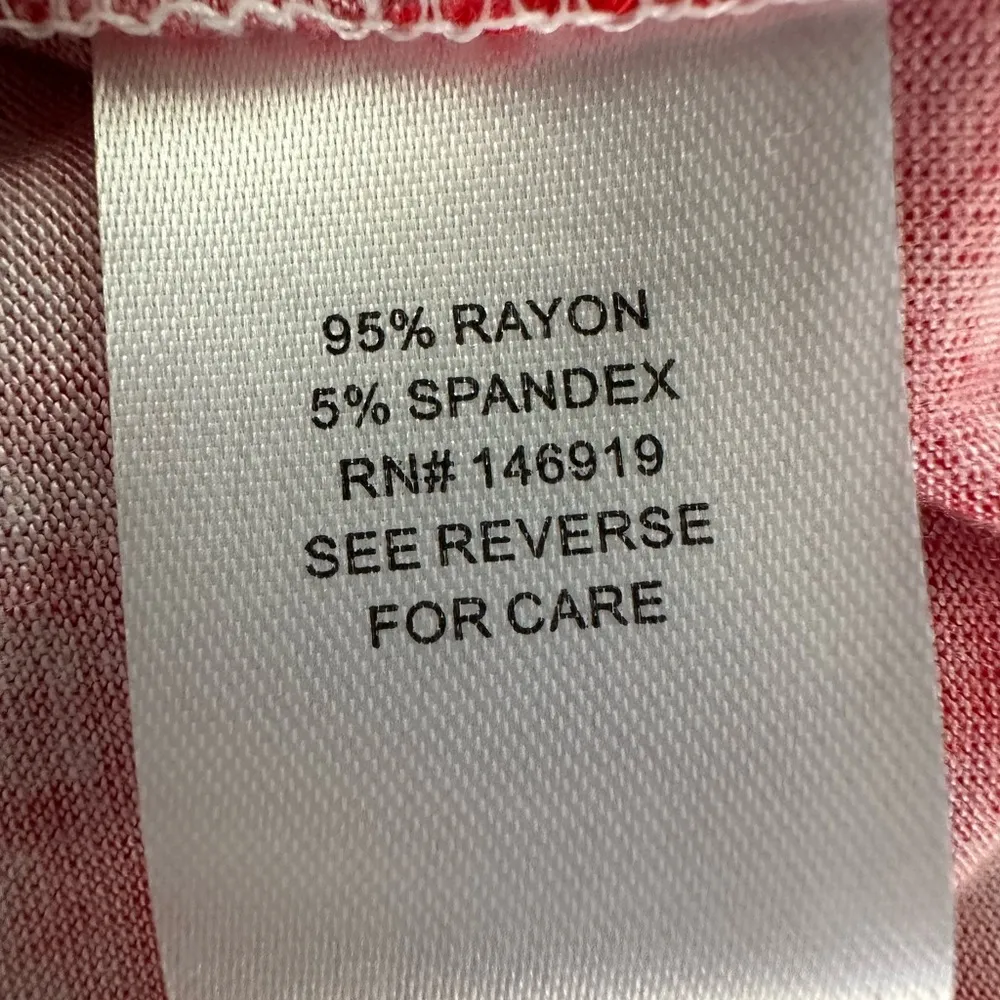 95% RAYON
5% SPANDEX
RN# 146919
SEE REVERSE
FOR CARE